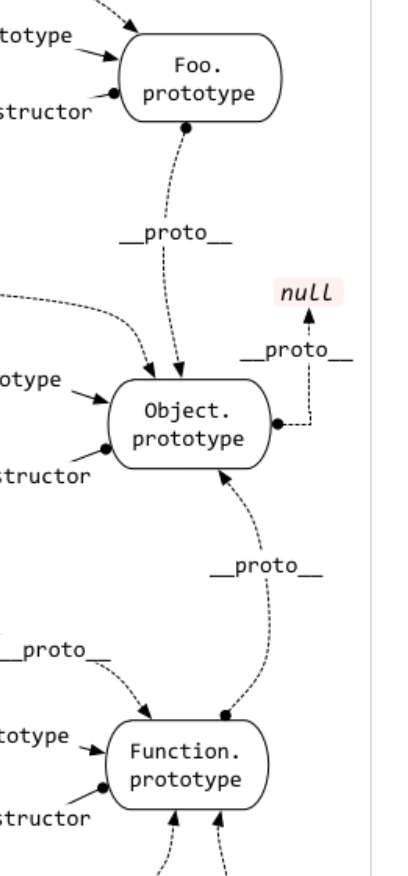 totype
Foo.
prototype
structor
__proto__
null
__proto__
otype
Object.
prototype
structor
__proto__
__proto__
totype
Function.
prototype
structor